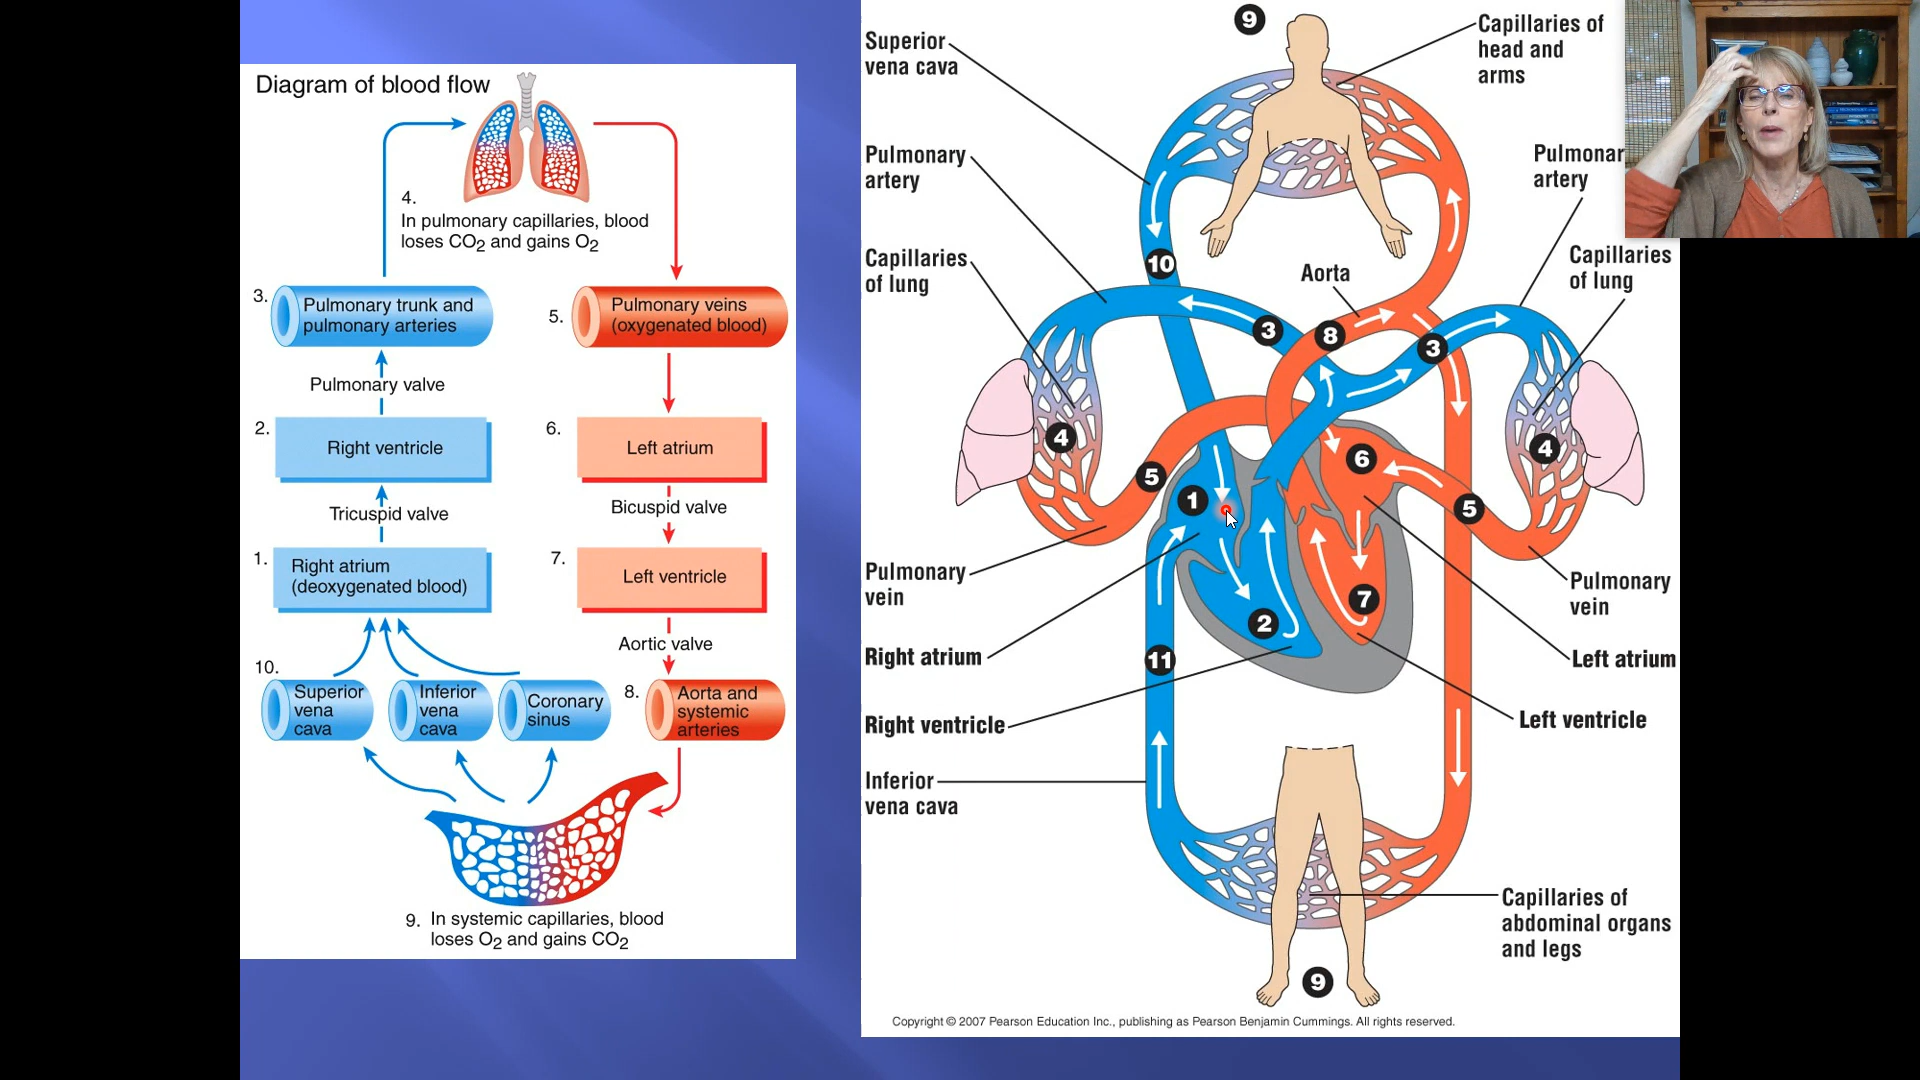 Diagram of blood flow
4.
In pulmonary capillaries, blood
loses CO2 and gains O2
3.
Pulmonary trunk and
pulmonary arteries
5.
Pulmonary veins
(oxygenated blood)
Pulmonary valve
2.
Right ventricle
6.
Left atrium
Tricuspid valve
Bicuspid valve
1.
Right atrium
(deoxygenated blood)
7.
Left ventricle
Aortic valve
10.
Superior
vena
cava
Inferior
vena
cava
Coronary
sinus
8.
Aorta and
systemic
arteries
9. In systemic capillaries, blood
loses O2 and gains CO2
9
Superior
vena cava
Capillaries of
head and
arms
Pulmonary
artery
Pulmonar
artery
Capillaries
of lung
10
Aorta
Capillaries
of lung
3
8
3
4
5
1
6
4
5
Pulmonary
vein
Pulmonary
vein
2
7
Right atrium
11
Left atrium
Right ventricle
Left ventricle
Inferior
vena cava
Capillaries of
abdominal organs
and legs
9
Copyright © 2007 Pearson Education Inc., publishing as Pearson Benjamin Cummings. All rights reserved.